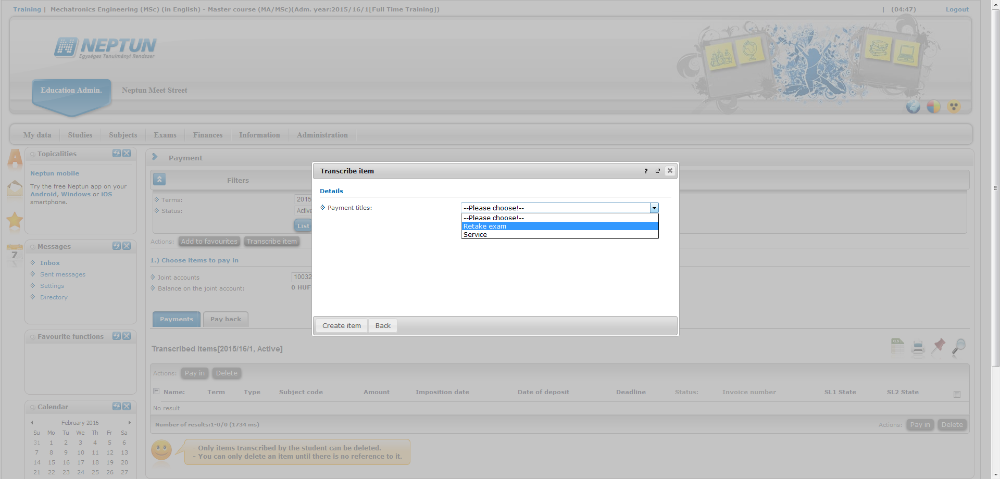 Training | Mechatronics Engineering (MSc) (in English) - Master course (MA/MSc)(Adm. year:2015/16/1[Full Time Training])
| (04:47) Logout
NEPTUN
Egységes Tanulmányi Rendszer
Education Admin. Neptun Meet Street
My data Studies Subjects Exams Finances Information Administration
Topicalities
Neptun mobile
Try the free Neptun app on your
Android, Windows or iOS
smartphone.
Messages
Inbox
Sent messages
Settings
Directory
Favourite functions
Calendar
February 2016
Su Mo Tu We Th Fr Sa
31 1 2 3 4 5 6
7 8 9 10 11 12 13
14 15 16 17 18 19 20
21 22 23 24 25 26 27
A
7
Payment
Filters
Terms: 2015
Status: Active
List
Actions: Add to favourites Transcribe item
1.) Choose items to pay in
Joint accounts 10032
Balance on the joint account: 0 HUF
Payments Pay back
Transcribe item ?
Details
Payment titles: --Please choose!--
--Please choose!--
Retake exam
Service
Create item Back
Transcribed items[2015/16/1, Active]
XLS
Actions: Pay in Delete
Name: Term Type Subject code Amount Imposition date Date of deposit Deadline Status: Invoice number SL1 State SL2 State
No result
Number of results:1-0/0 (1734 ms)
Actions: Pay in Delete
- Only items transcribed by the student can be deleted.
- You can only delete an item until there is no reference to it.